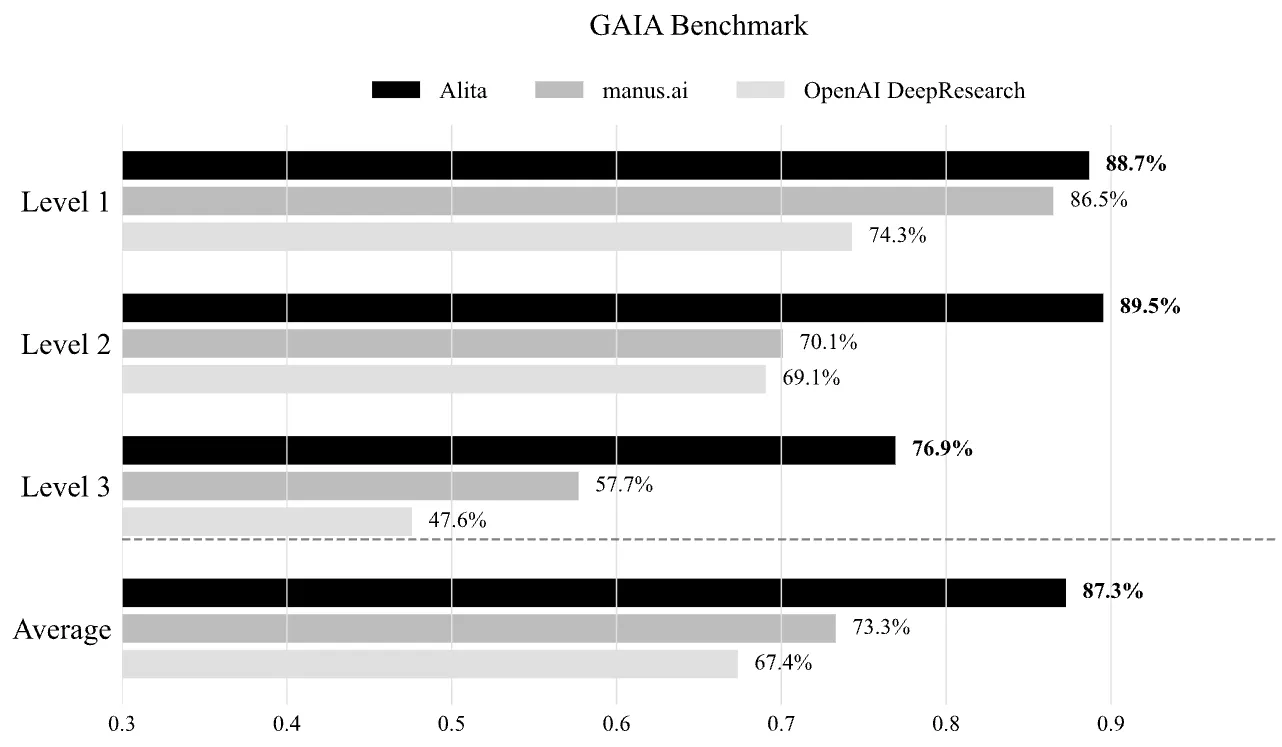 GAIA Benchmark
Alita manus.ai OpenAI DeepResearch
88.7%
Level 1 86.5%
74.3%
89.5%
Level 2 70.1%
69.1%
76.9%
Level 3 57.7%
47.6%
87.3%
Average 73.3%
67.4%
0.3 0.4 0.5 0.6 0.7 0.8 0.9